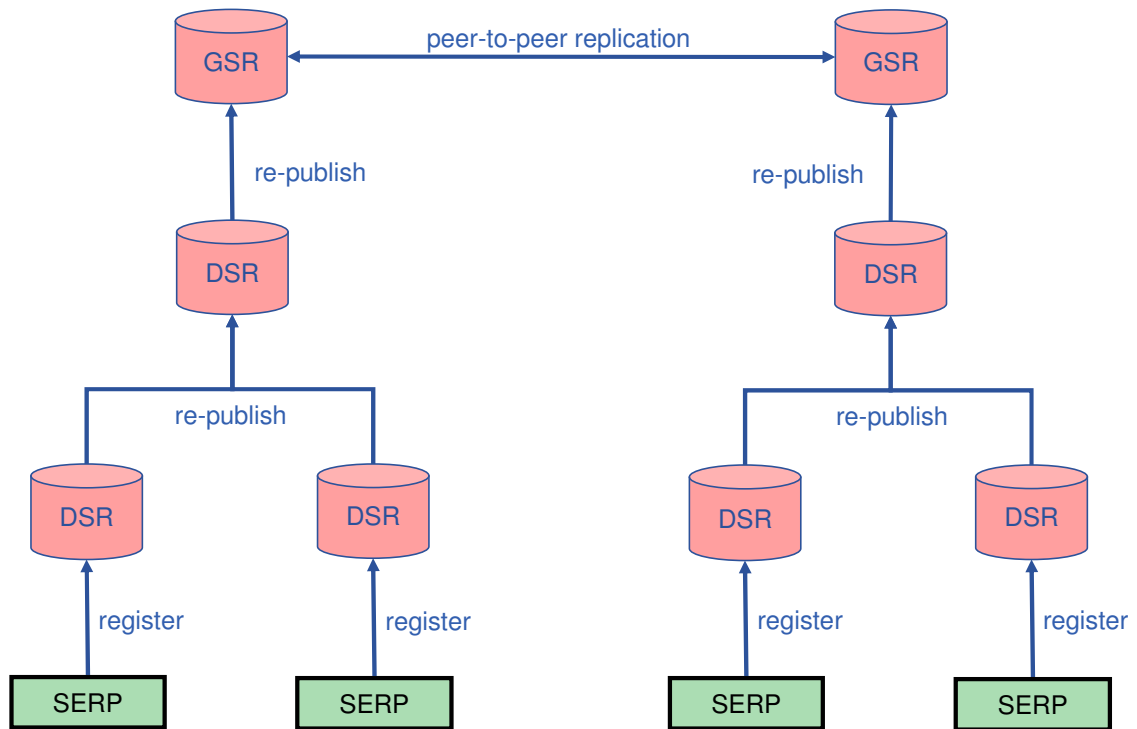 peer-to-peer replication
GSR
GSR
re-publish
re-publish
DSR
DSR
re-publish
re-publish
DSR
DSR
DSR
DSR
register
register
register
register
SERP
SERP
SERP
SERP